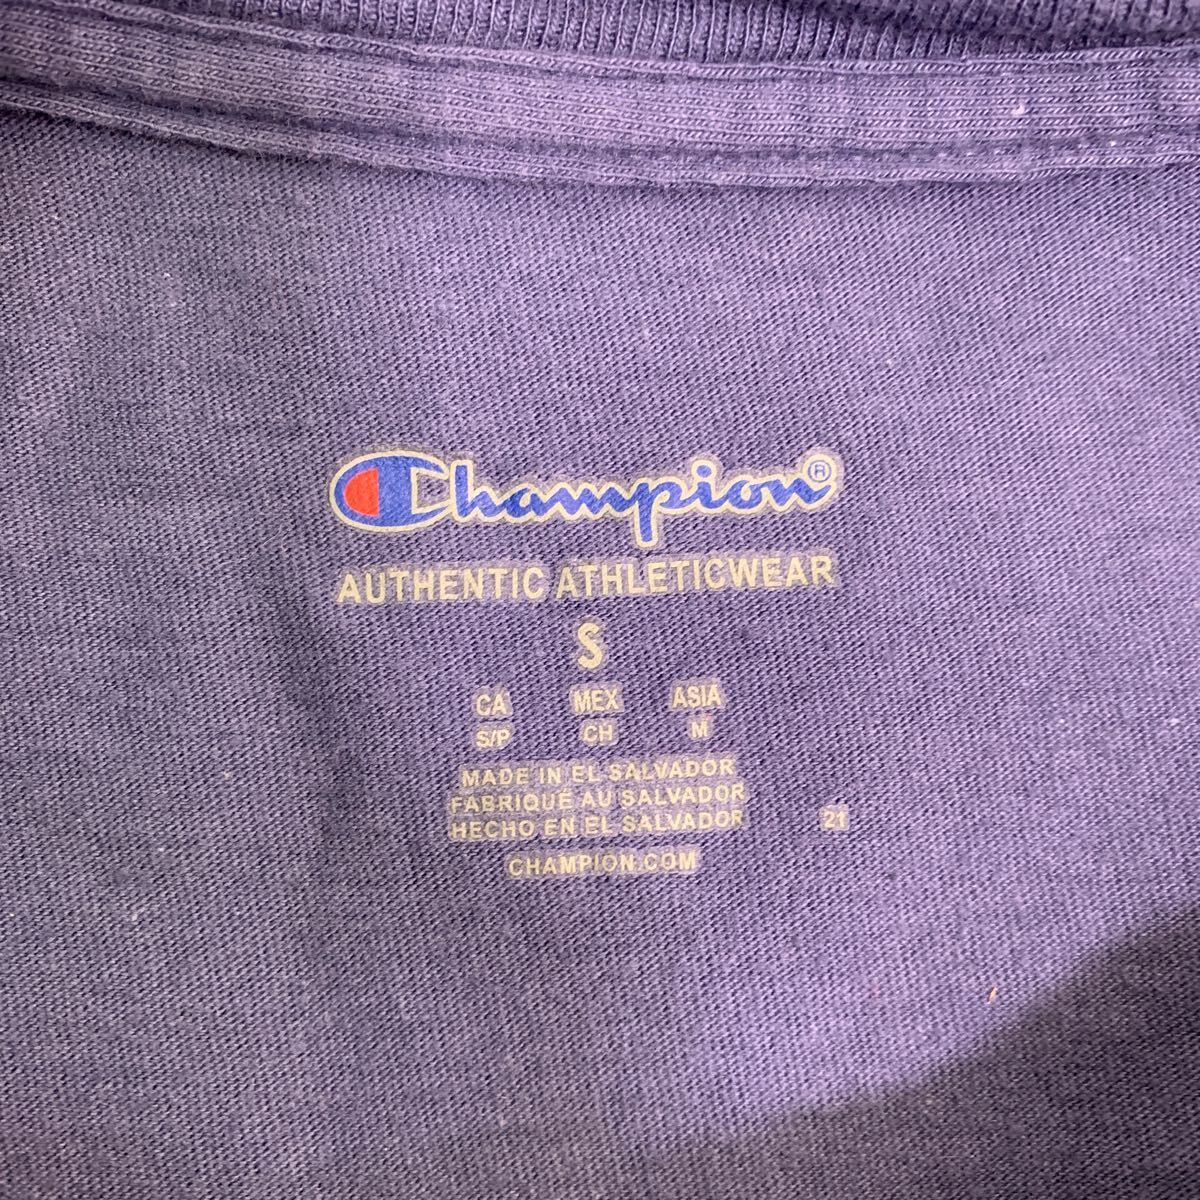 Champion®
AUTHENTIC ATHLETICWEAR
S
CA MEX ASIA
S/P CH M
MADE IN EL SALVADOR
FABRIQUÉ AU SALVADOR
HECHO EN EL SALVADOR 21
CHAMPION.COM